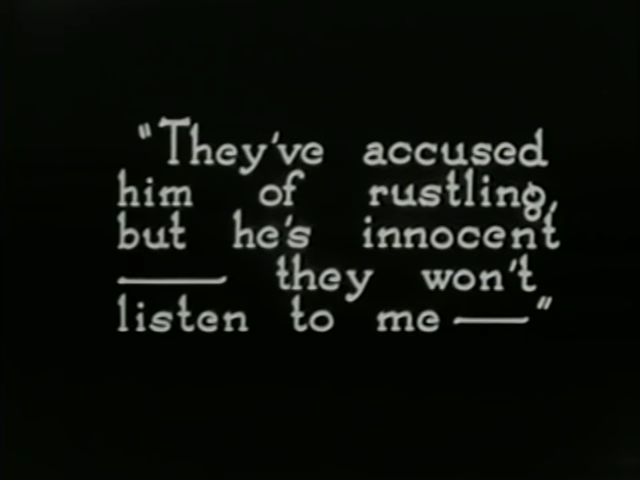 "They've accused
him of rustling,
but he's innocent
—— they won't
listen to me ——"